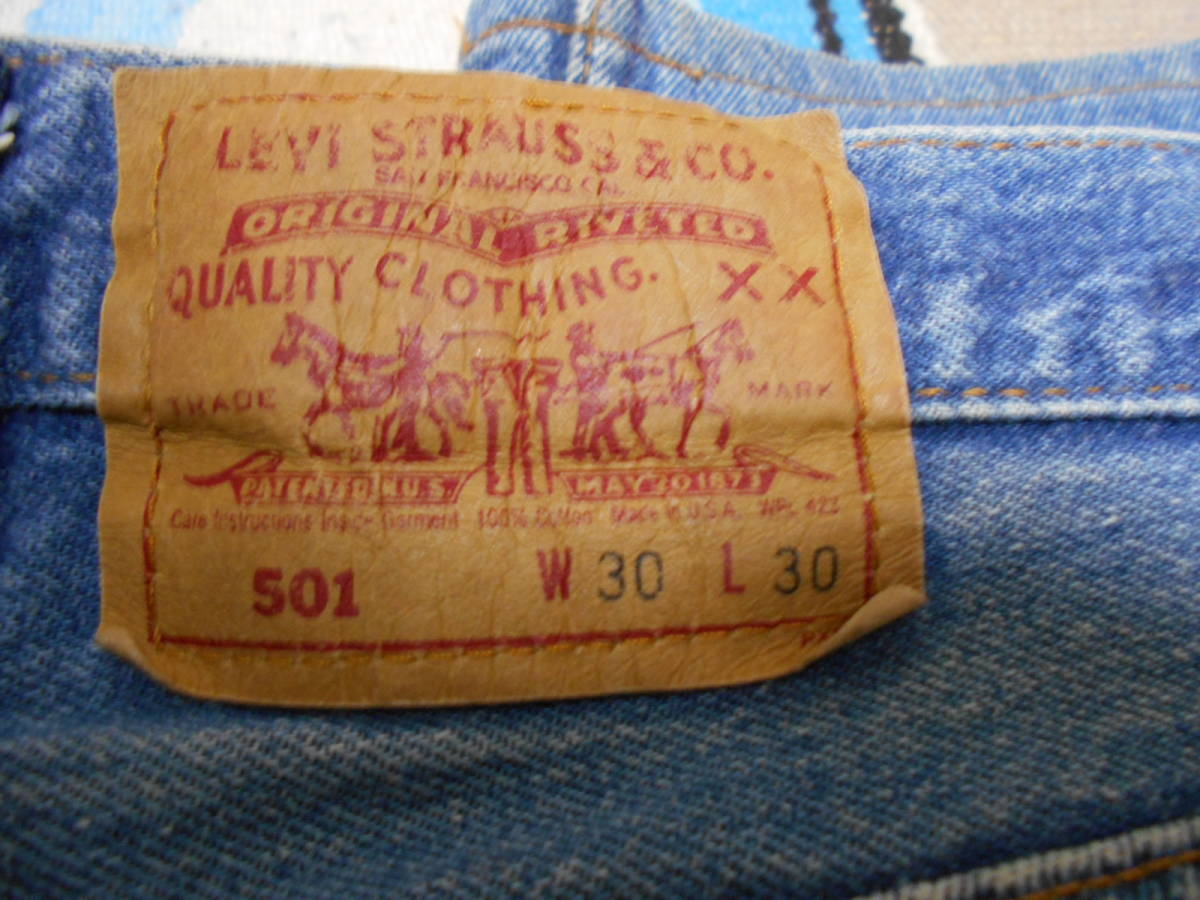 LEVI STRAUSS & CO.
SAN FRANCISCO CAL
ORIGINAL RIVETED
QUALITY CLOTHING. XX
TRADE MARK
PATENTED IN U.S. MAY 20 1873
Care Instructions Inside Garment 100% Cotton Made in U.S.A. WPL 423
501 W 30 L 30